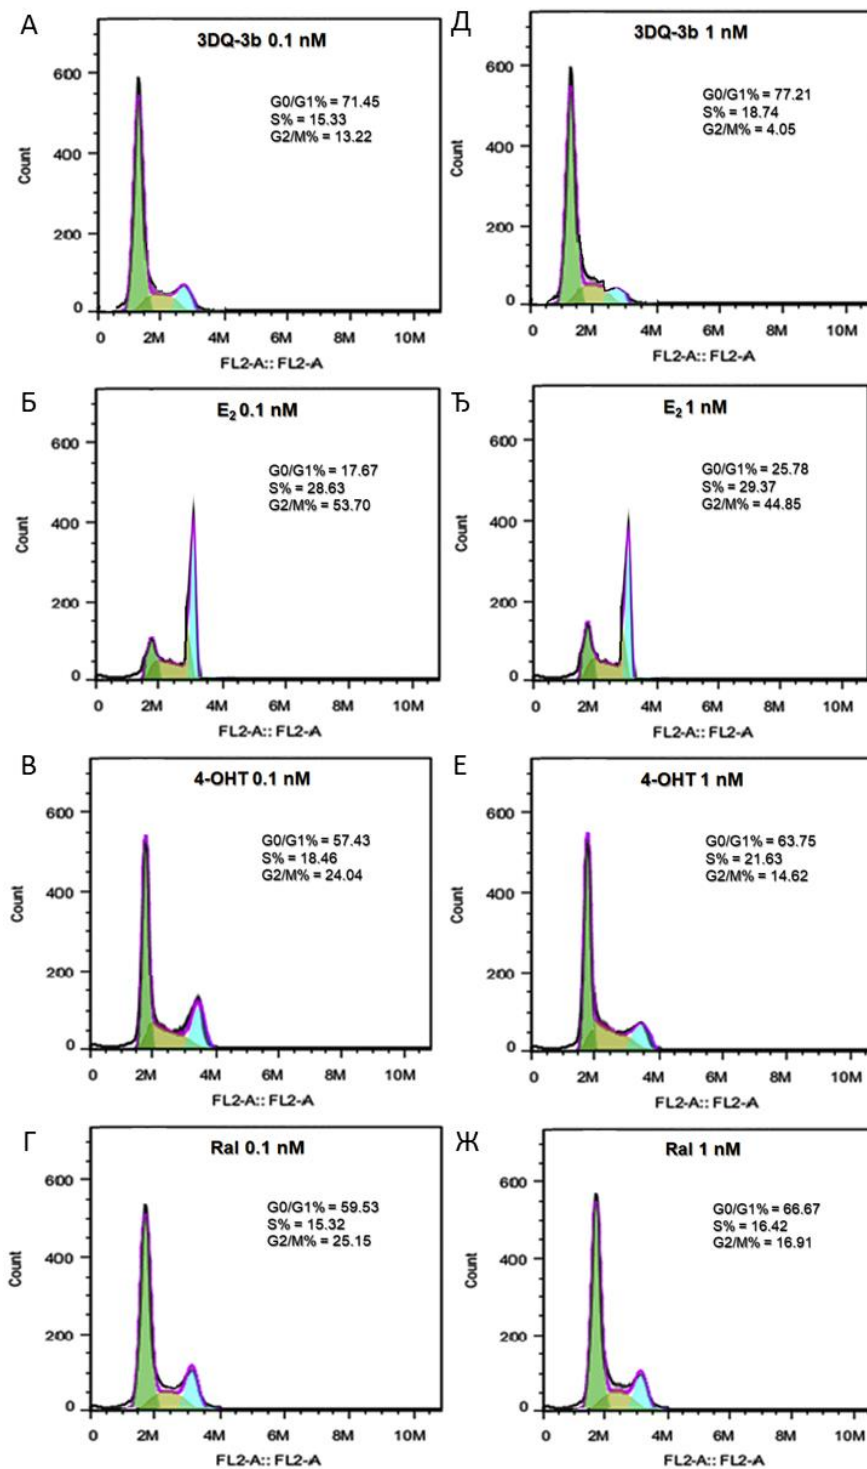 А
3DQ-3b 0.1 nM
G0/G1% = 71.45
S% = 15.33
G2/M% = 13.22
600
400
200
0
Count
0 2M 4M 6M 8M 10M
FL2-A:: FL2-A
Д
3DQ-3b 1 nM
G0/G1% = 77.21
S% = 18.74
G2/M% = 4.05
600
400
200
0
Count
0 2M 4M 6M 8M 10M
FL2-A:: FL2-A
Б
E₂ 0.1 nM
G0/G1% = 17.67
S% = 28.63
G2/M% = 53.70
600
400
200
0
Count
0 2M 4M 6M 8M 10M
FL2-A:: FL2-A
Ђ
E₂ 1 nM
G0/G1% = 25.78
S% = 29.37
G2/M% = 44.85
600
400
200
0
Count
0 2M 4M 6M 8M 10M
FL2-A:: FL2-A
В
4-OHT 0.1 nM
G0/G1% = 57.43
S% = 18.46
G2/M% = 24.04
600
400
200
0
Count
0 2M 4M 6M 8M 10M
FL2-A:: FL2-A
Е
4-OHT 1 nM
G0/G1% = 63.75
S% = 21.63
G2/M% = 14.62
600
400
200
0
Count
0 2M 4M 6M 8M 10M
FL2-A:: FL2-A
Г
Ral 0.1 nM
G0/G1% = 59.53
S% = 15.32
G2/M% = 25.15
600
400
200
0
Count
0 2M 4M 6M 8M 10M
FL2-A:: FL2-A
Ж
Ral 1 nM
G0/G1% = 66.67
S% = 16.42
G2/M% = 16.91
600
400
200
0
Count
0 2M 4M 6M 8M 10M
FL2-A:: FL2-A